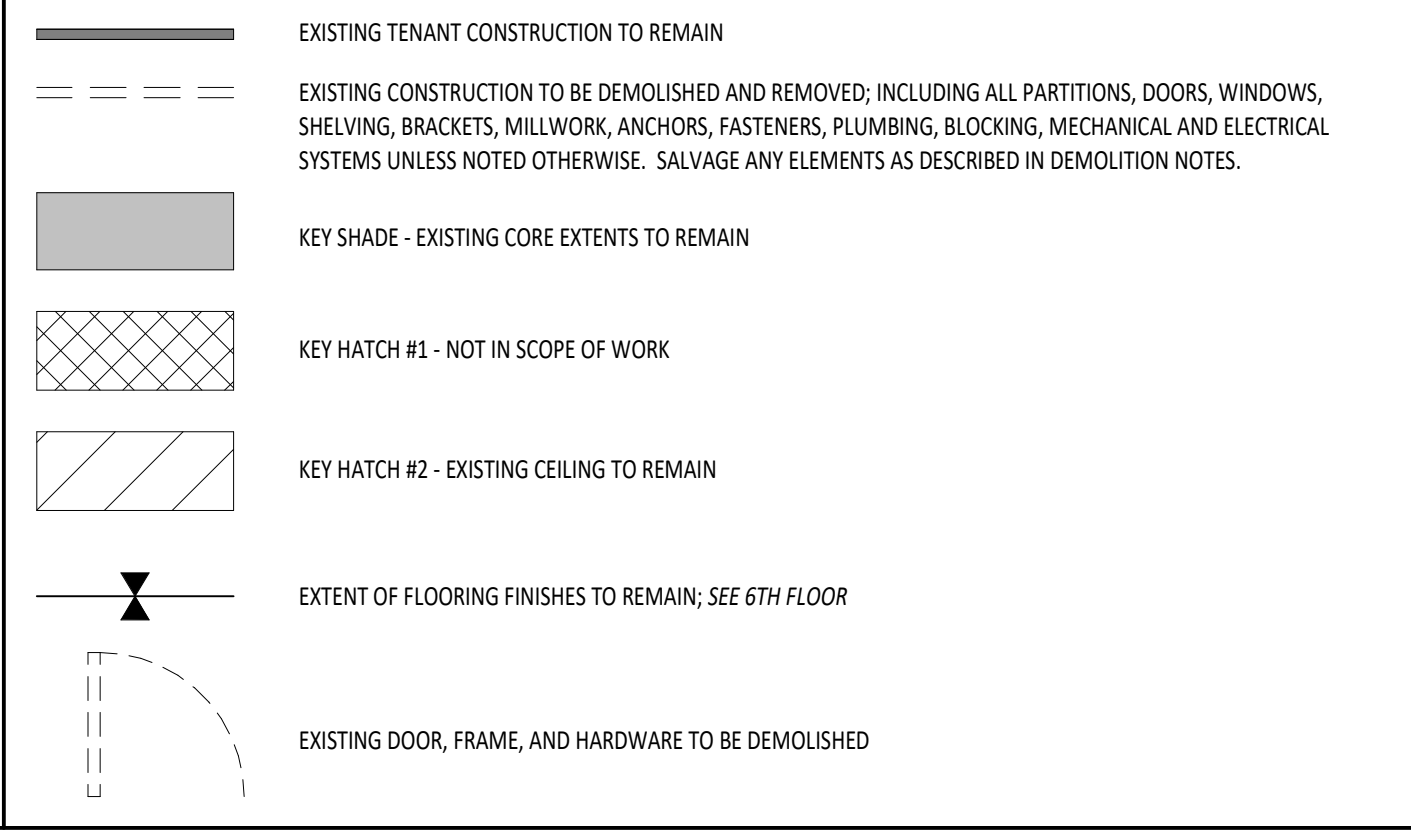 EXISTING TENANT CONSTRUCTION TO REMAIN
EXISTING CONSTRUCTION TO BE DEMOLISHED AND REMOVED; INCLUDING ALL PARTITIONS, DOORS, WINDOWS,
SHELVING, BRACKETS, MILLWORK, ANCHORS, FASTENERS, PLUMBING, BLOCKING, MECHANICAL AND ELECTRICAL
SYSTEMS UNLESS NOTED OTHERWISE.  SALVAGE ANY ELEMENTS AS DESCRIBED IN DEMOLITION NOTES.
KEY SHADE - EXISTING CORE EXTENTS TO REMAIN
KEY HATCH #1 - NOT IN SCOPE OF WORK
KEY HATCH #2 - EXISTING CEILING TO REMAIN
EXTENT OF FLOORING FINISHES TO REMAIN; SEE 6TH FLOOR
EXISTING DOOR, FRAME, AND HARDWARE TO BE DEMOLISHED